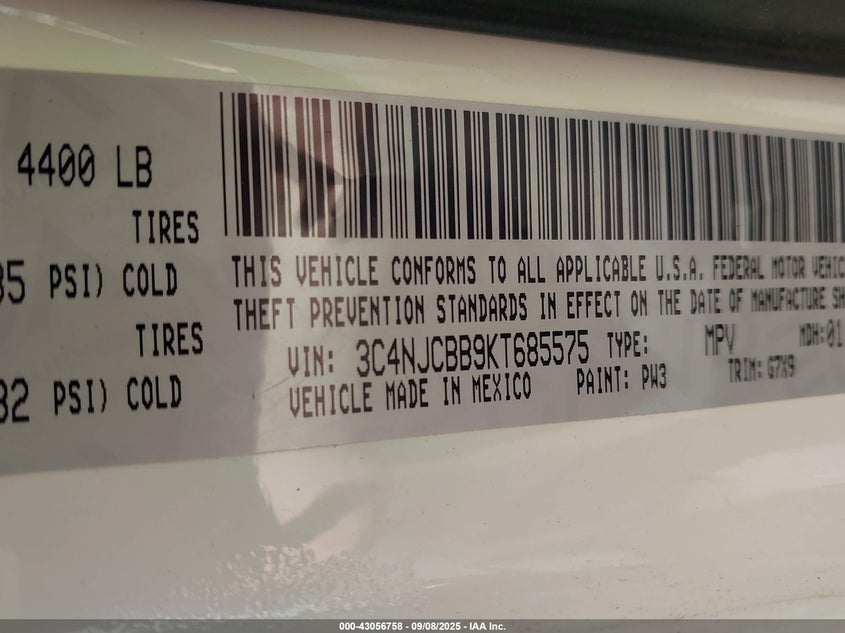 4400 LB
TIRES
35 PSI) COLD
TIRES
32 PSI) COLD
THIS VEHICLE CONFORMS TO ALL APPLICABLE U.S.A. FEDERAL MOTOR VEHIC
THEFT PREVENTION STANDARDS IN EFFECT ON THE DATE OF MANUFACTURE SH
VIN: 3C4NJCBB9KT685575 TYPE: MPV MDH:01
VEHICLE MADE IN MEXICO PAINT: PW3 TRIM: G7X9
000-43056758 - 09/08/2025 - IAA Inc.